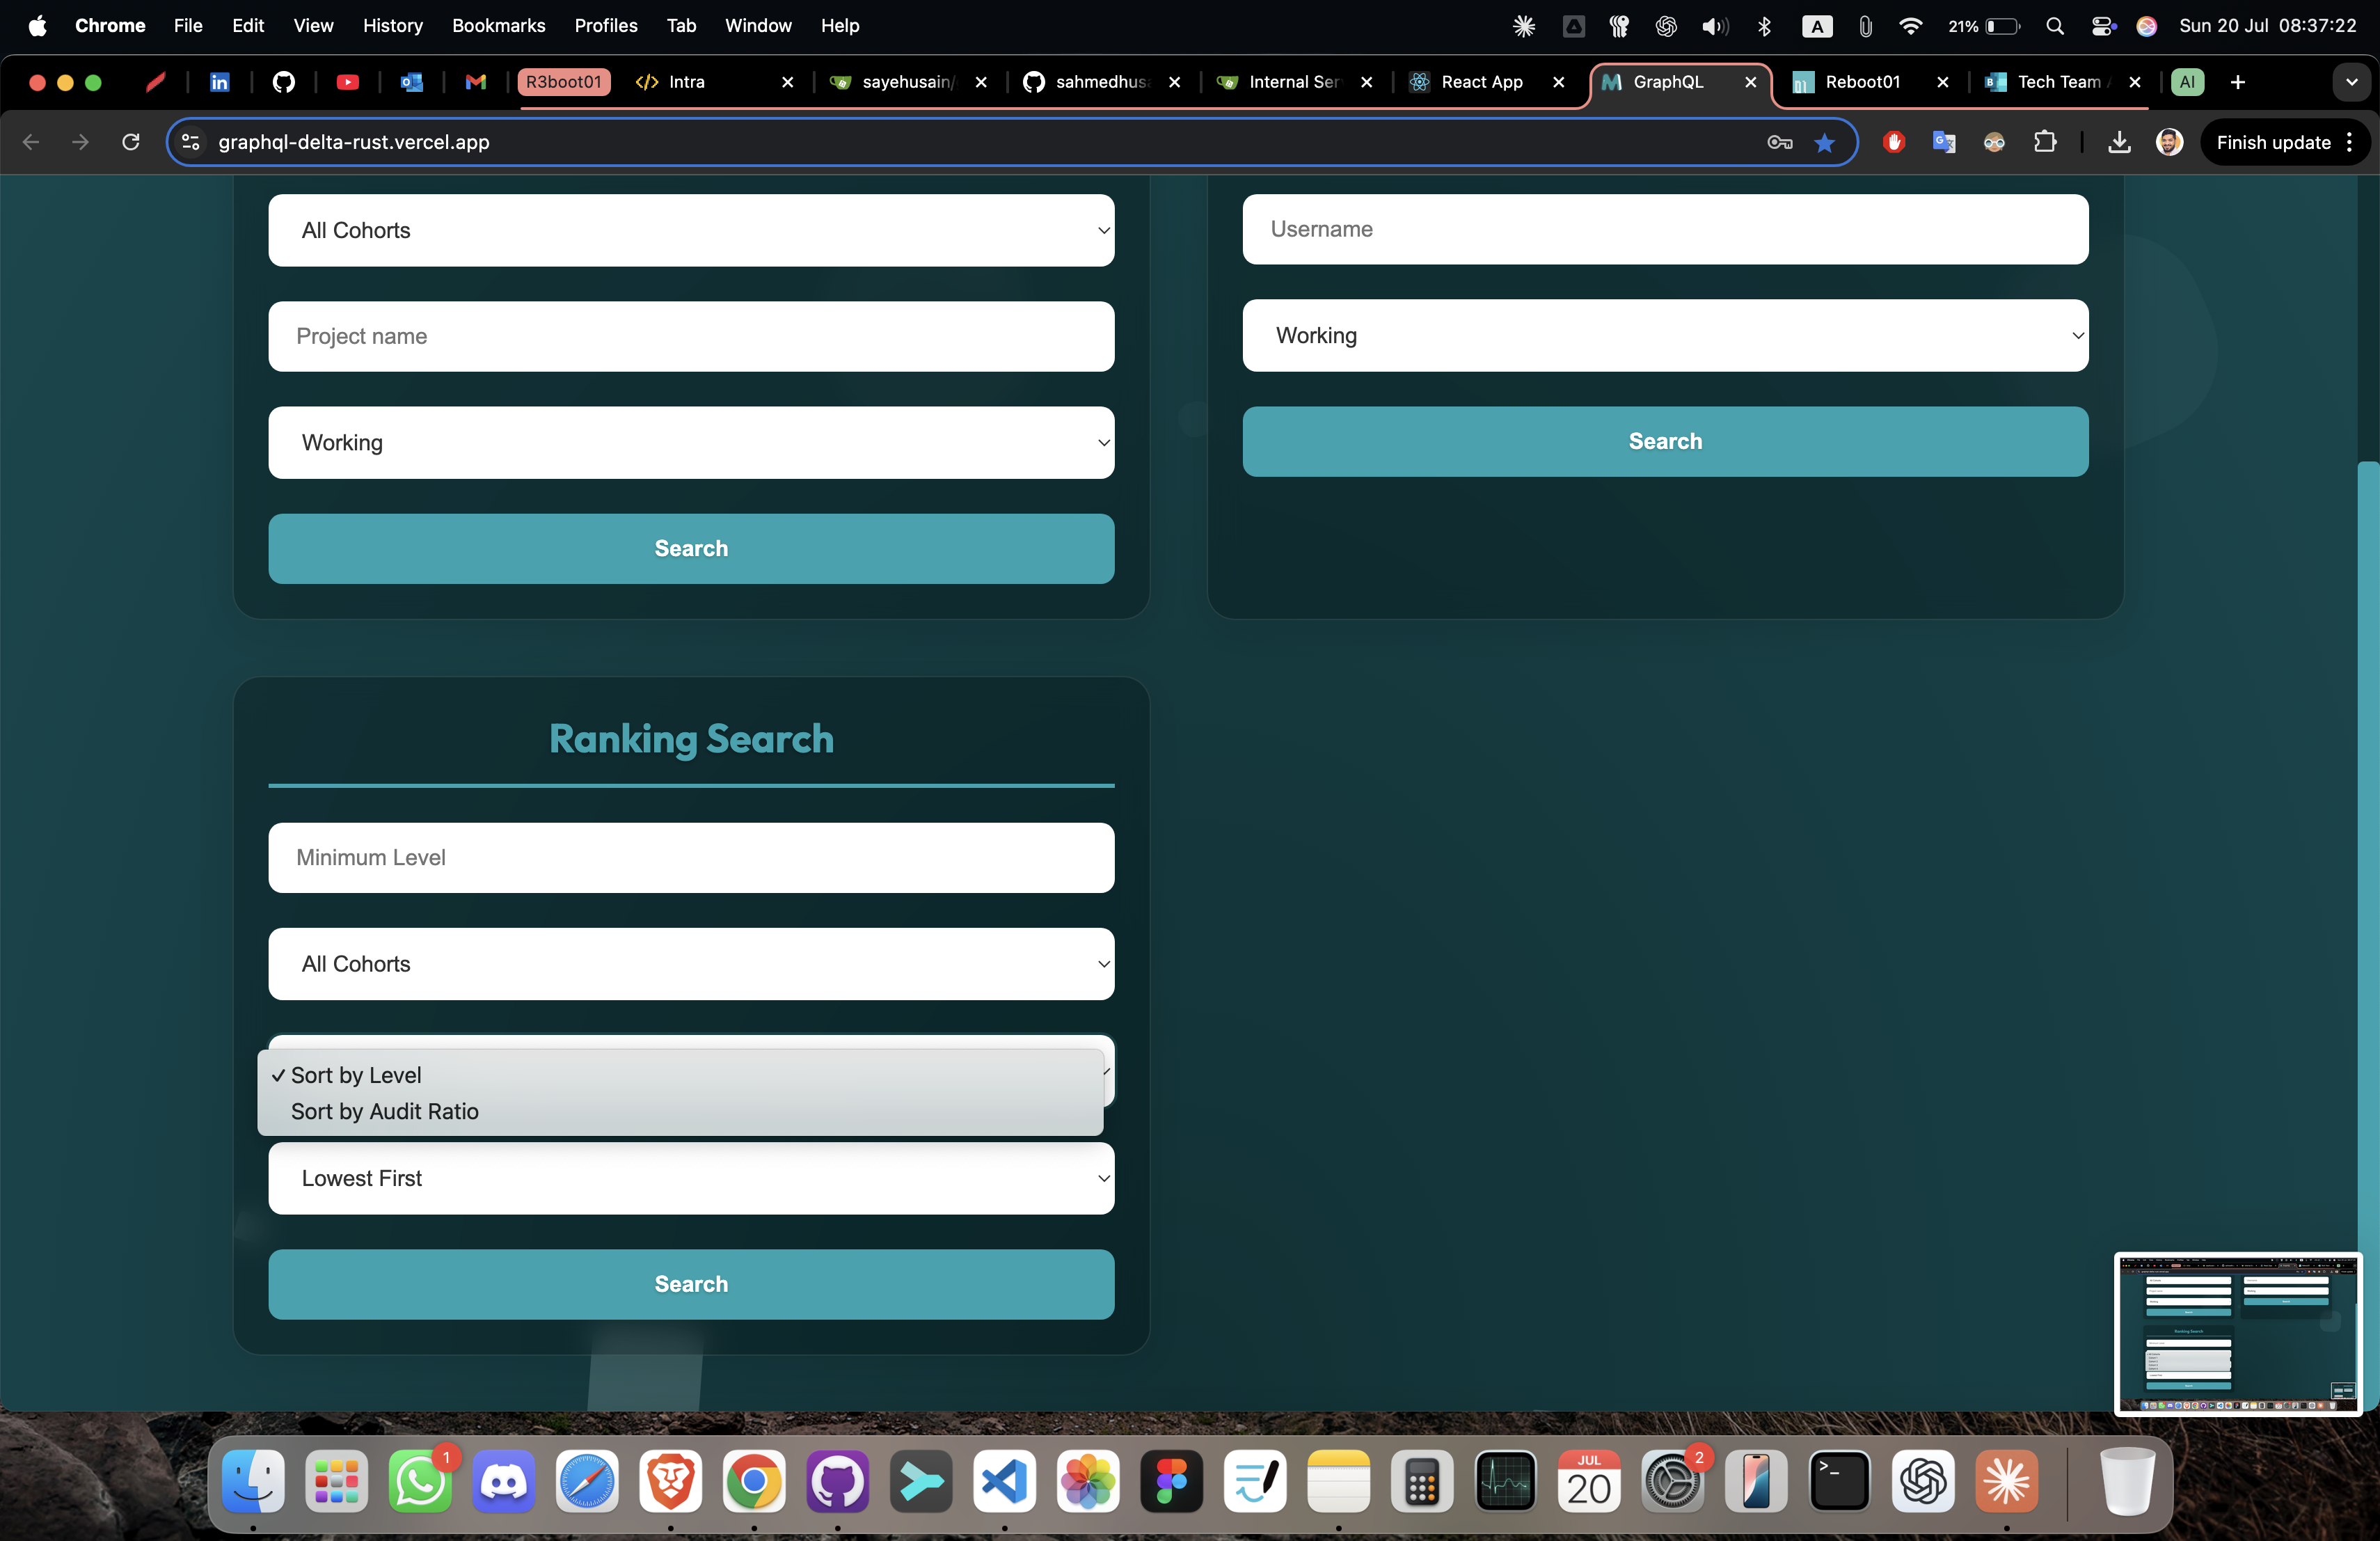 Chrome File Edit View History Bookmarks Profiles Tab Window Help A 21% Sun 20 Jul 08:37:22
R3boot01 Intra sayehusain/ sahmedhusa Internal Ser React App GraphQL Reboot01 Tech Team AI
graphql-delta-rust.vercel.app Finish update
All Cohorts
Project name
Working
Search
Username
Working
Search
Ranking Search
Minimum Level
All Cohorts
✓ Sort by Level
Sort by Audit Ratio
Lowest First
Search
1
JUL
20
2